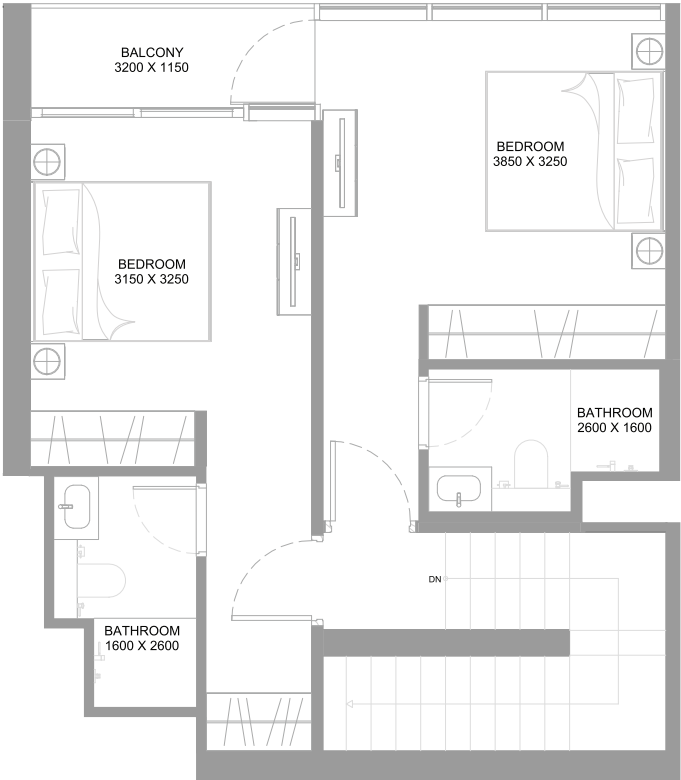 BALCONY
3200 X 1150
BEDROOM
3850 X 3250
BEDROOM
3150 X 3250
BATHROOM
2600 X 1600
DN
BATHROOM
1600 X 2600